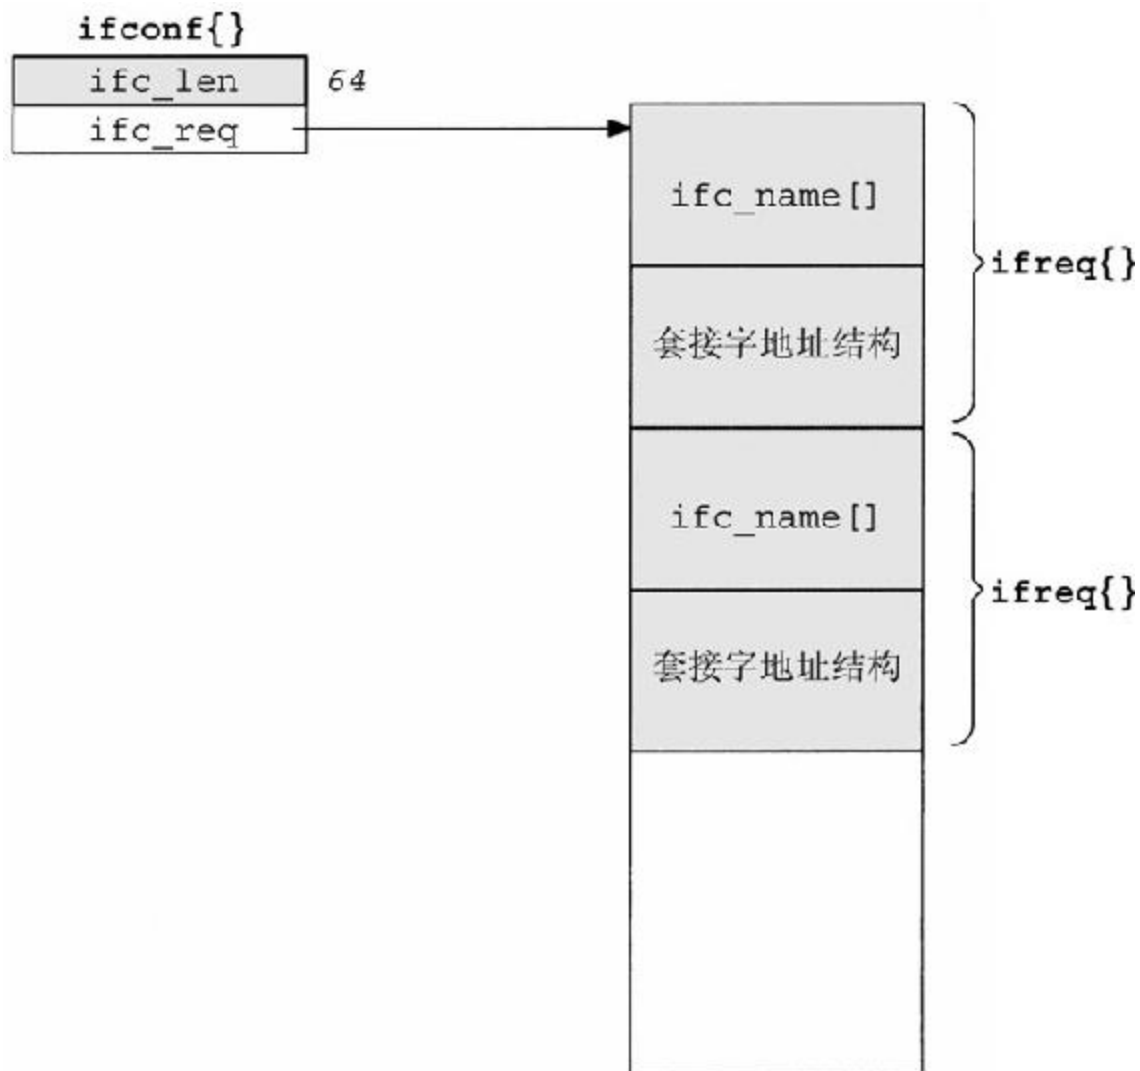 ifconf{}
ifc_len 64
ifc_req
ifc_name[]
ifreq{}
套接字地址结构
ifc_name[]
ifreq{}
套接字地址结构